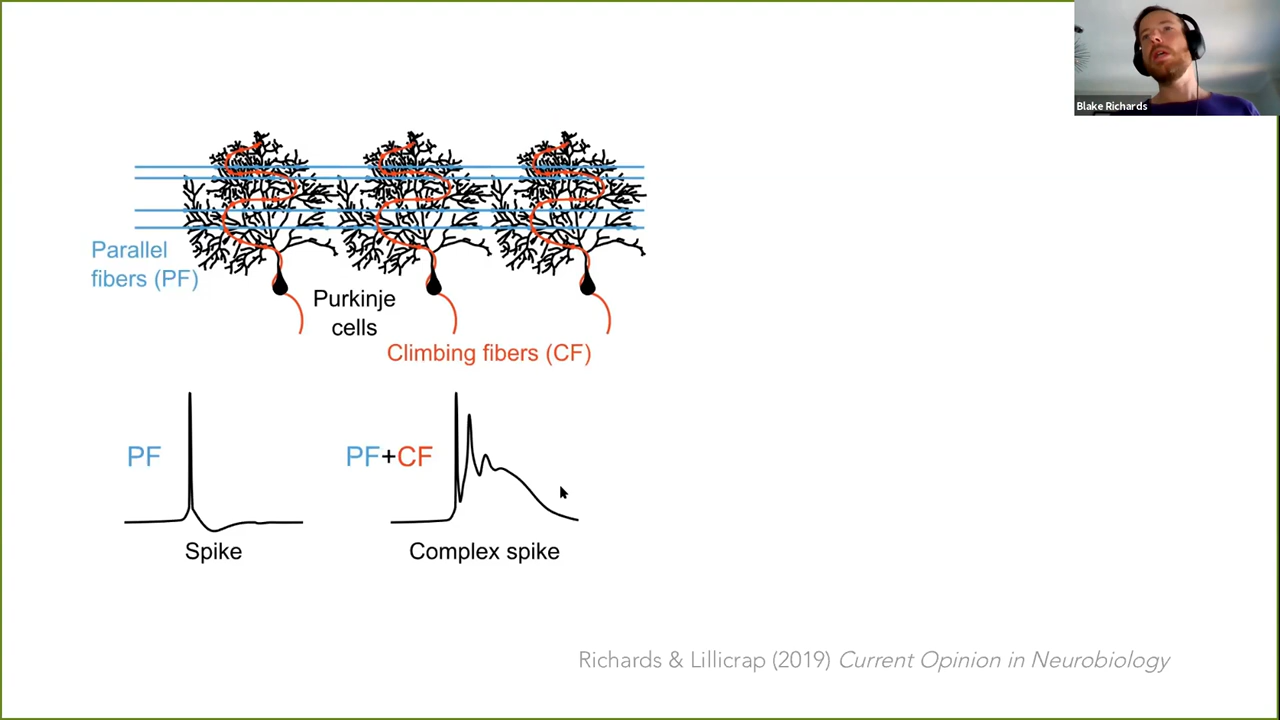 Blake Richards
Parallel
fibers (PF)
Purkinje
cells
Climbing fibers (CF)
PF
PF+CF
Spike
Complex spike
Richards & Lillicrap (2019) Current Opinion in Neurobiology